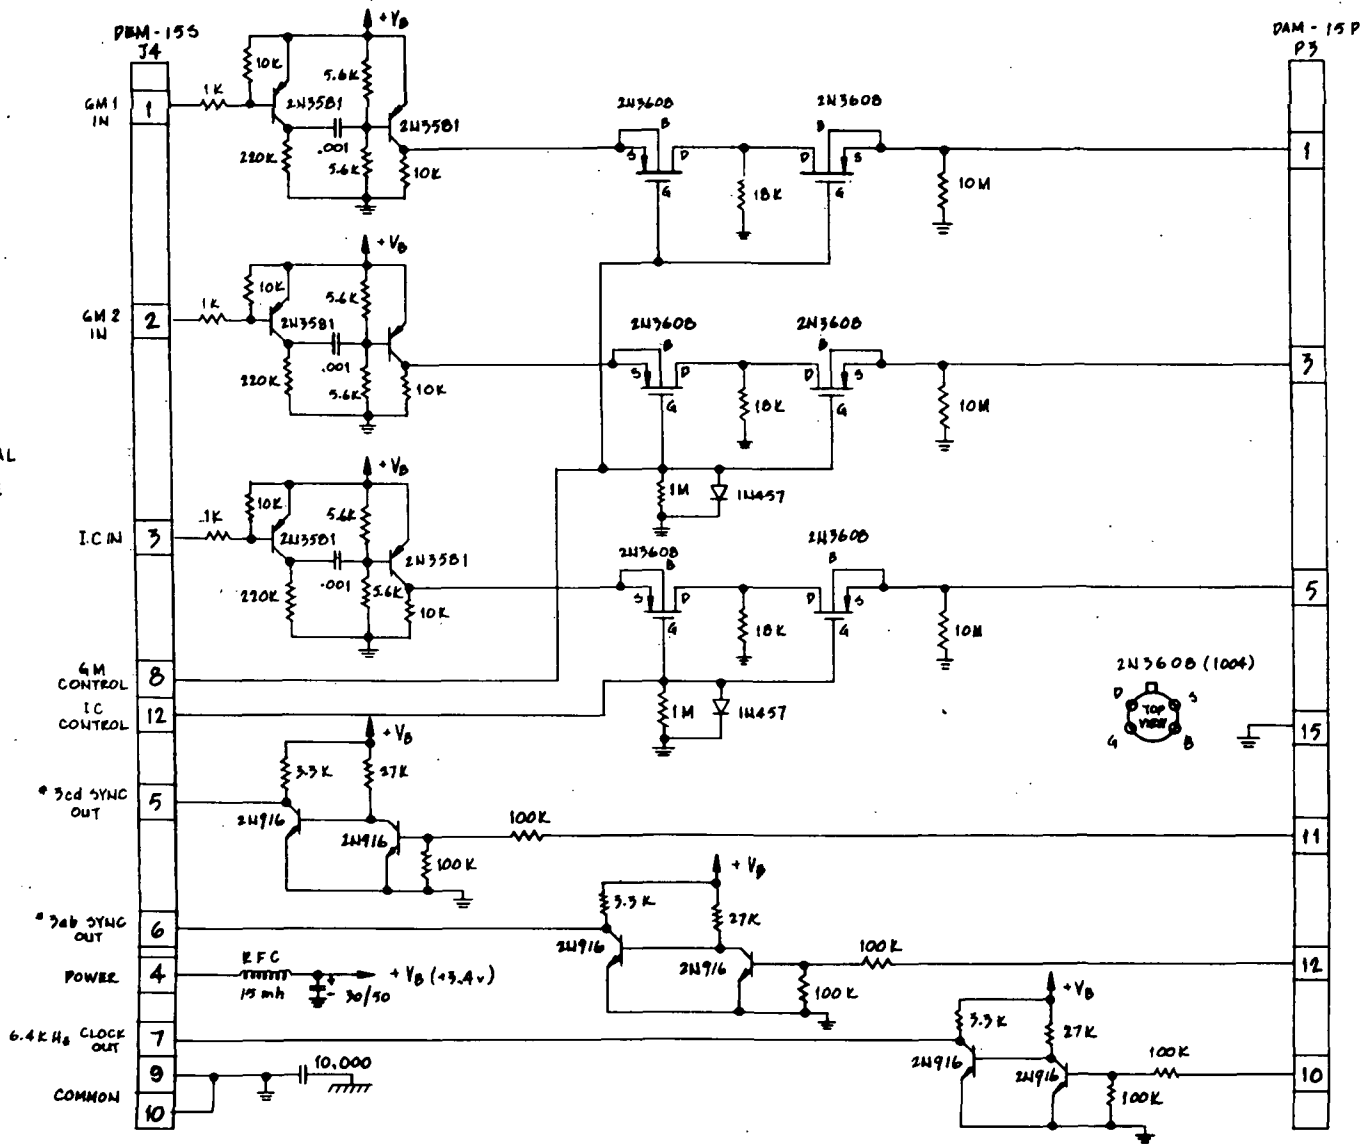 DEM - 15S
J4
DAM - 15P
P3
+VB
10K
5.6K
1K
2N3581
2N3581
GM 1
IN
1
.001
220K
5.6K
10K
2N3608
2N3608
B
B
S
D
D
S
G
G
18K
10M
1
+VB
10K
5.6K
1K
2N3581
GM 2
IN
2
.001
220K
5.6K
10K
2N3608
2N3608
B
B
S
D
D
S
G
G
18K
10M
3
AL
+VB
10K
5.6K
1K
2N3581
2N3581
I.C IN
3
.001
220K
5.6K
10K
1M
1N457
2N3608
2N3608
B
B
S
D
D
S
G
G
18K
10M
5
GM
CONTROL
8
IC
CONTROL
12
1M
1N457
2N3608 (1004)
D
S
TOP
VIEW
G
B
15
+VB
3.3K
27K
* 3cd SYNC
OUT
5
2N916
2N916
100K
100K
11
+VB
3.3K
27K
* 3ab SYNC
OUT
6
2N916
2N916
100K
100K
12
POWER
4
RFC
15 mh
+
-
30/50
+VB (+3.4v)
+VB
3.3K
27K
6.4KHz CLOCK
OUT
7
2N916
2N916
100K
100K
10
9
10,000
COMMON
10